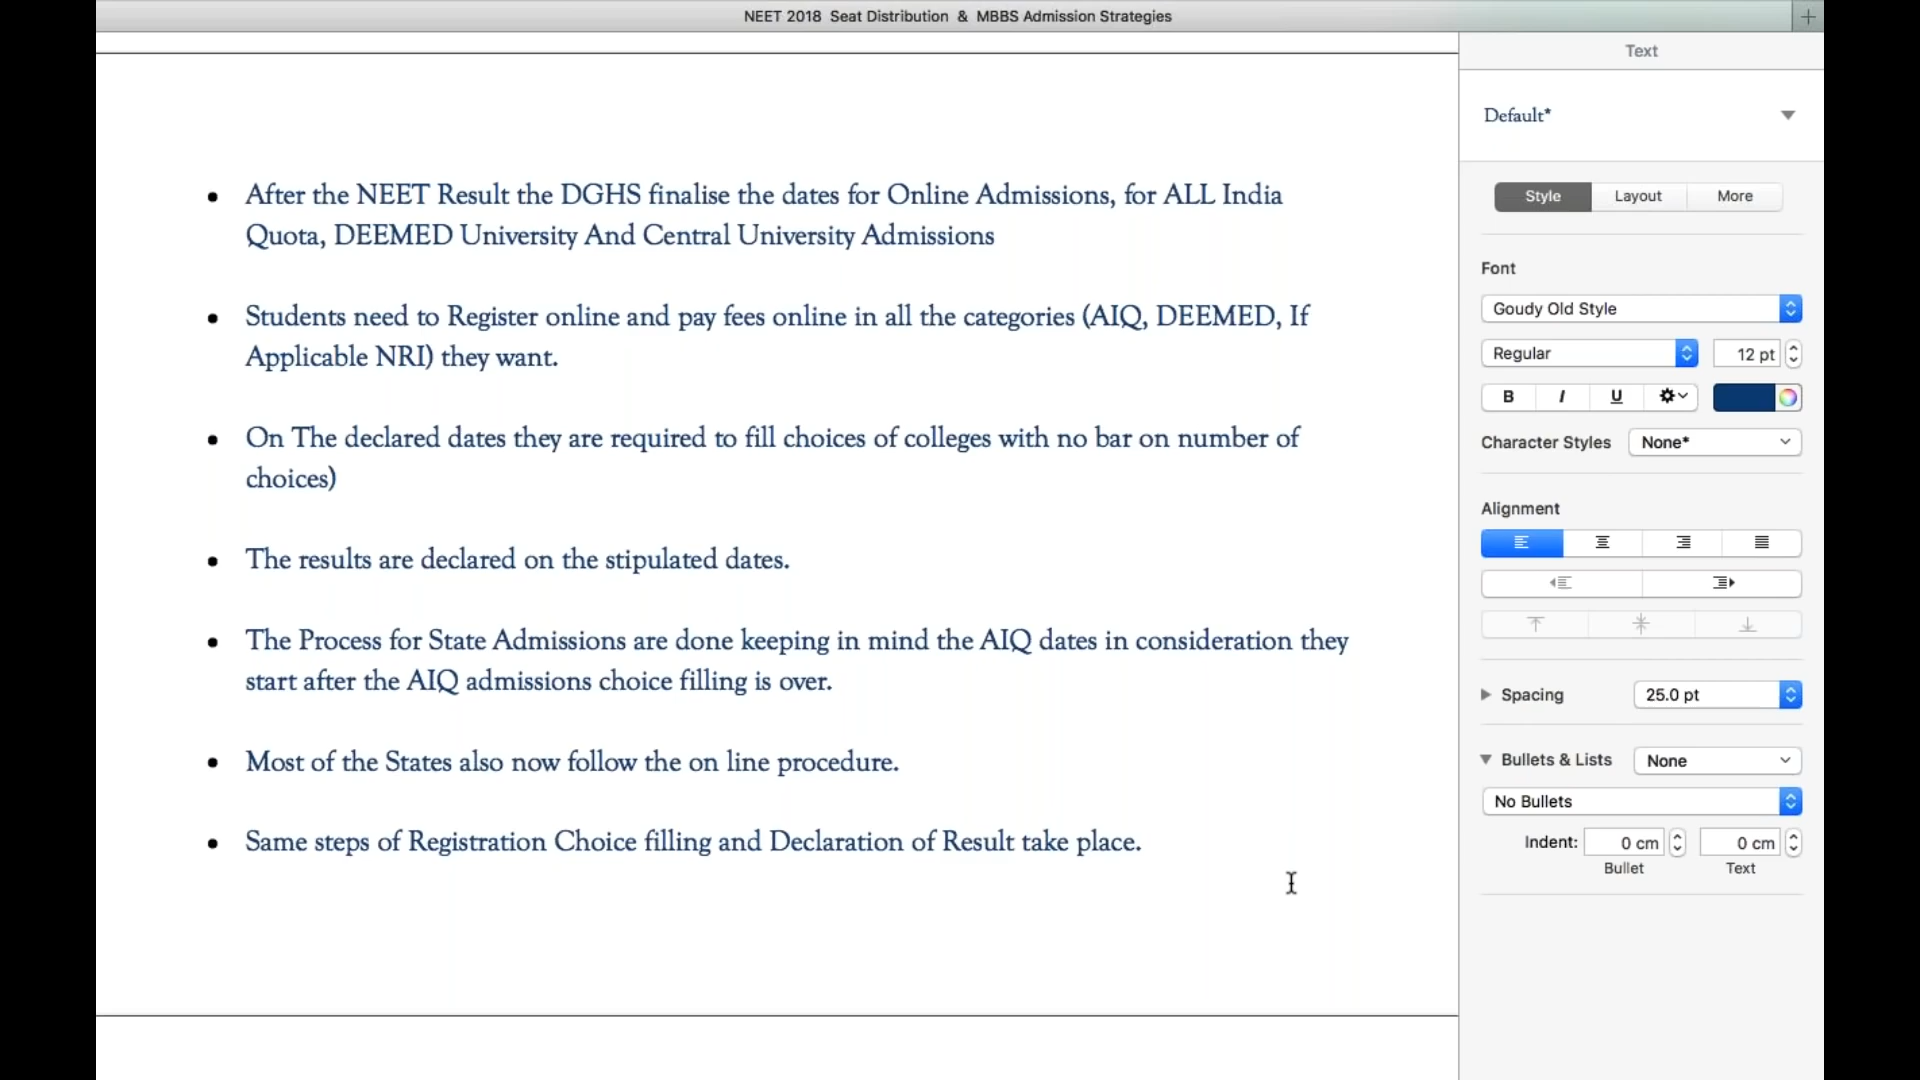 NEET 2018 Seat Distribution & MBBS Admission Strategies
• After the NEET Result the DGHS finalise the dates for Online Admissions, for ALL India
Quota, DEEMED University And Central University Admissions
• Students need to Register online and pay fees online in all the categories (AIQ, DEEMED, If
Applicable NRI) they want.
• On The declared dates they are required to fill choices of colleges with no bar on number of
choices)
• The results are declared on the stipulated dates.
• The Process for State Admissions are done keeping in mind the AIQ dates in consideration they
start after the AIQ admissions choice filling is over.
• Most of the States also now follow the on line procedure.
• Same steps of Registration Choice filling and Declaration of Result take place.
Text
Default*
Style Layout More
Font
Goudy Old Style
Regular 12 pt
B I U
Character Styles None*
Alignment
Spacing 25.0 pt
Bullets & Lists None
No Bullets
Indent: 0 cm 0 cm
Bullet Text